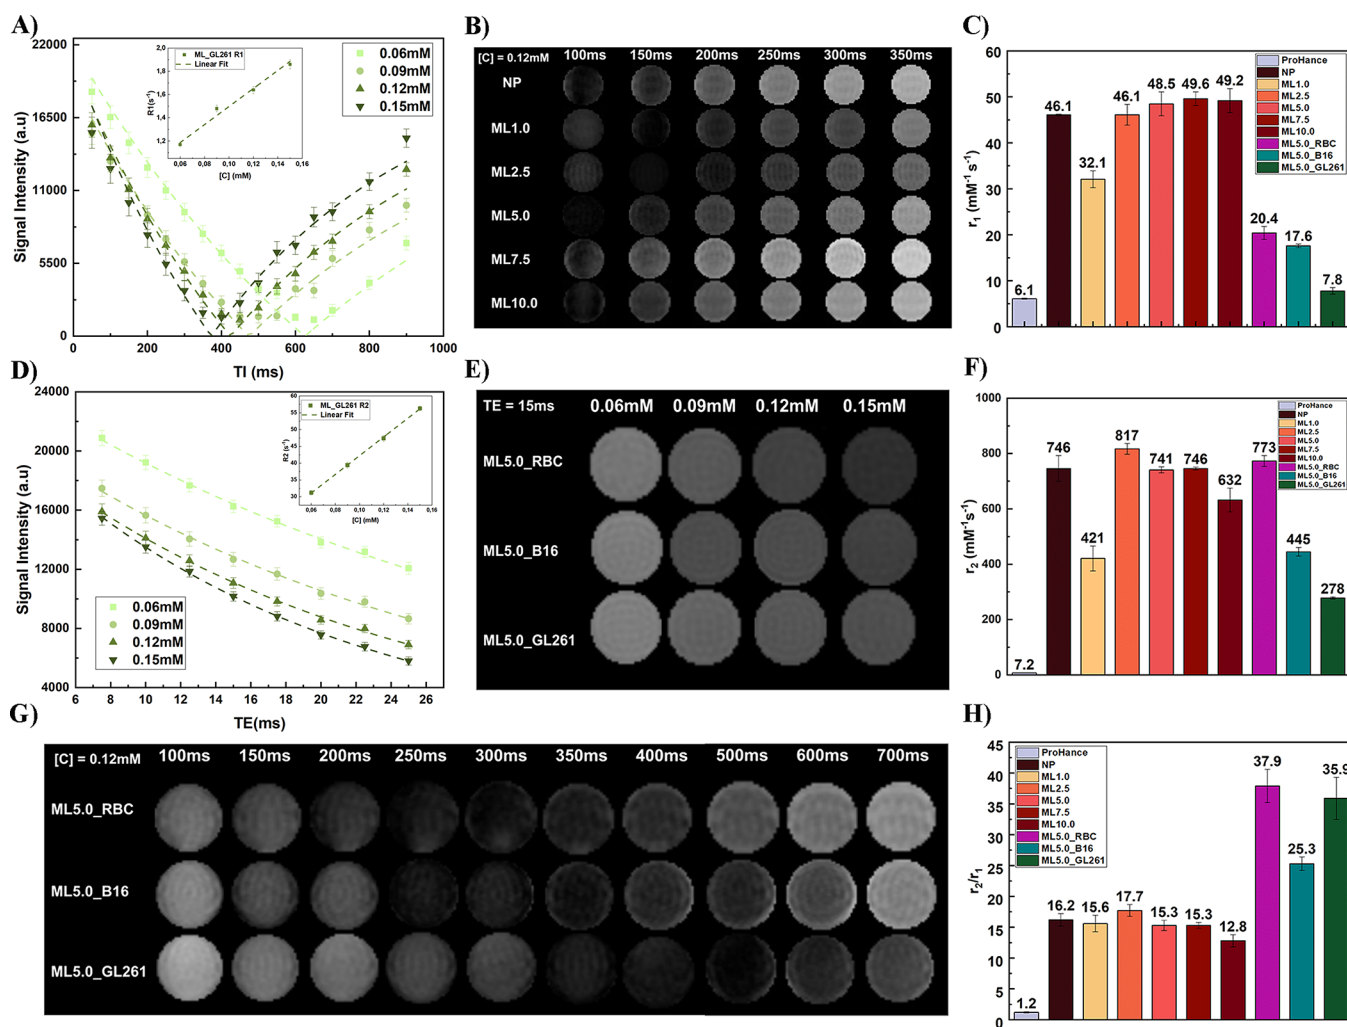 A)
22000
16500
11000
5500
0
Signal Intensity (a.u)
0 200 400 600 800 1000
TI (ms)
0.06mM
0.09mM
0.12mM
0.15mM
2,0
1,8
1,6
1,4
1,2
R1(s⁻¹)
ML_GL261 R1
Linear Fit
0,06 0,08 0,10 0,12 0,14 0,16
[C] (mM)
B)
[C] = 0.12mM 100ms 150ms 200ms 250ms 300ms 350ms
NP
ML1.0
ML2.5
ML5.0
ML7.5
ML10.0
C)
60
50
40
30
20
10
0
r₁ (mM⁻¹ s⁻¹)
6.1 46.1 32.1 46.1 48.5 49.6 49.2 20.4 17.6 7.8
ProHance
NP
ML1.0
ML2.5
ML5.0
ML7.5
ML10.0
ML5.0_RBC
ML5.0_B16
ML5.0_GL261
D)
24000
20000
16000
12000
8000
4000
Signal Intensity (a.u)
6 8 10 12 14 16 18 20 22 24 26
TE(ms)
0.06mM
0.09mM
0.12mM
0.15mM
60
55
50
45
40
35
30
R2 (s⁻¹)
ML_GL261 R2
Linear Fit
0,06 0,08 0,10 0,12 0,14 0,16
[C] (mM)
E)
TE = 15ms 0.06mM 0.09mM 0.12mM 0.15mM
ML5.0_RBC
ML5.0_B16
ML5.0_GL261
F)
1000
800
600
400
200
0
r₂ (mM⁻¹s⁻¹)
7.2 746 421 817 741 746 632 773 445 278
ProHance
NP
ML1.0
ML2.5
ML5.0
ML7.5
ML10.0
ML5.0_RBC
ML5.0_B16
ML5.0_GL261
G)
[C] = 0.12mM 100ms 150ms 200ms 250ms 300ms 350ms 400ms 500ms 600ms 700ms
ML5.0_RBC
ML5.0_B16
ML5.0_GL261
H)
45
40
35
30
25
20
15
10
5
0
r₂/r₁
1.2 16.2 15.6 17.7 15.3 15.3 12.8 37.9 25.3 35.9
ProHance
NP
ML1.0
ML2.5
ML5.0
ML7.5
ML10.0
ML5.0_RBC
ML5.0_B16
ML5.0_GL261